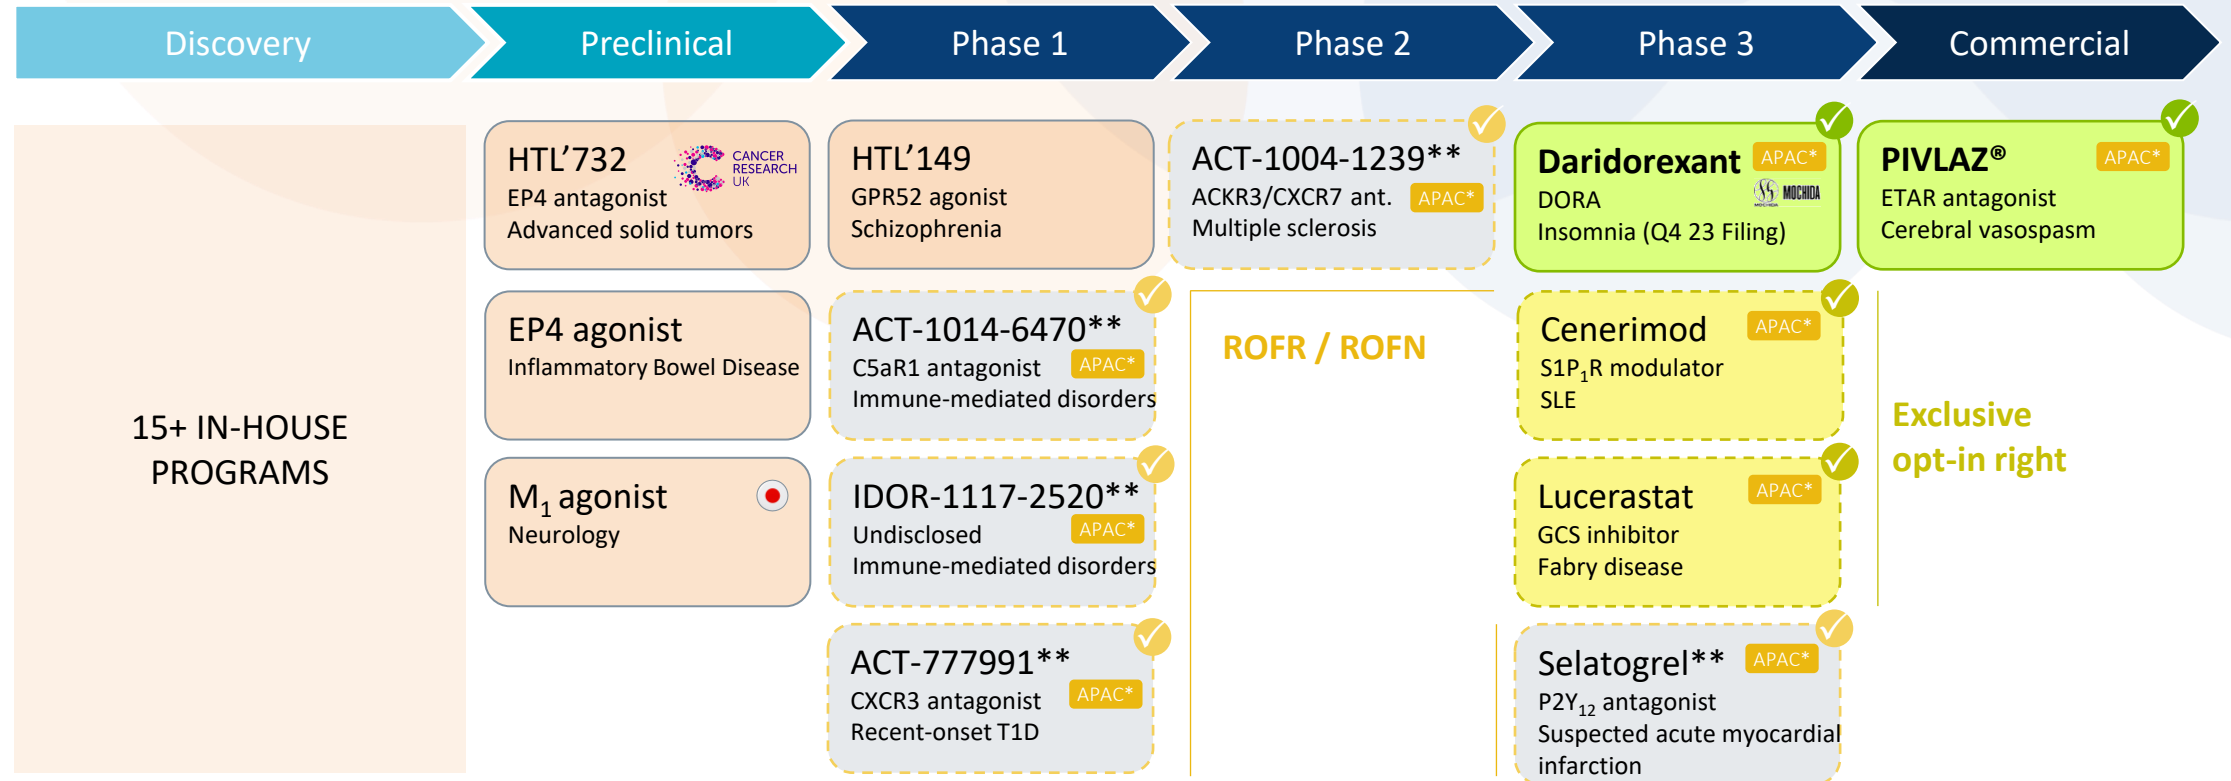 Discovery
Preclinical
Phase 1
Phase 2
Phase 3
Commercial
15+ IN-HOUSE
PROGRAMS
HTL’732
CANCER
RESEARCH
UK
EP4 antagonist
Advanced solid tumors
EP4 agonist
Inflammatory Bowel Disease
M₁ agonist
Neurology
HTL’149
GPR52 agonist
Schizophrenia
ACT-1014-6470**
C5aR1 antagonist APAC*
Immune-mediated disorders
IDOR-1117-2520**
Undisclosed APAC*
Immune-mediated disorders
ACT-777991**
CXCR3 antagonist APAC*
Recent-onset T1D
ACT-1004-1239**
ACKR3/CXCR7 ant. APAC*
Multiple sclerosis
ROFR / ROFN
Daridorexant APAC*
DORA MOCHIDA MOCHIDA
Insomnia (Q4 23 Filing)
Cenerimod APAC*
S1P₁R modulator
SLE
Lucerastat APAC*
GCS inhibitor
Fabry disease
Selatogrel** APAC*
P2Y₁₂ antagonist
Suspected acute myocardial
infarction
PIVLAZ® APAC*
ETAR antagonist
Cerebral vasospasm
Exclusive
opt-in right